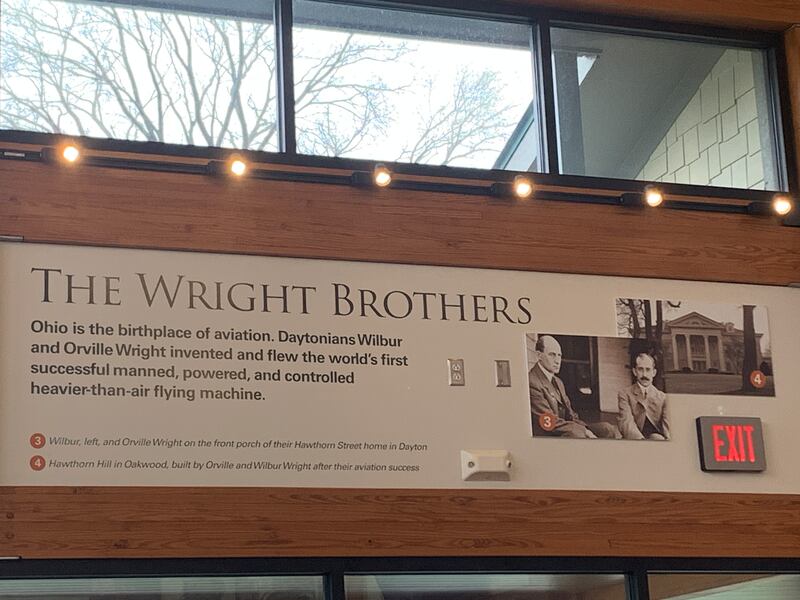 THE WRIGHT BROTHERS
Ohio is the birthplace of aviation. Daytonians Wilbur
and Orville Wright invented and flew the world's first
successful manned, powered, and controlled
heavier-than-air flying machine.
3 Wilbur, left, and Orville Wright on the front porch of their Hawthorn Street home in Dayton
4 Hawthorn Hill in Oakwood, built by Orville and Wilbur Wright after their aviation success
3
4
EXIT